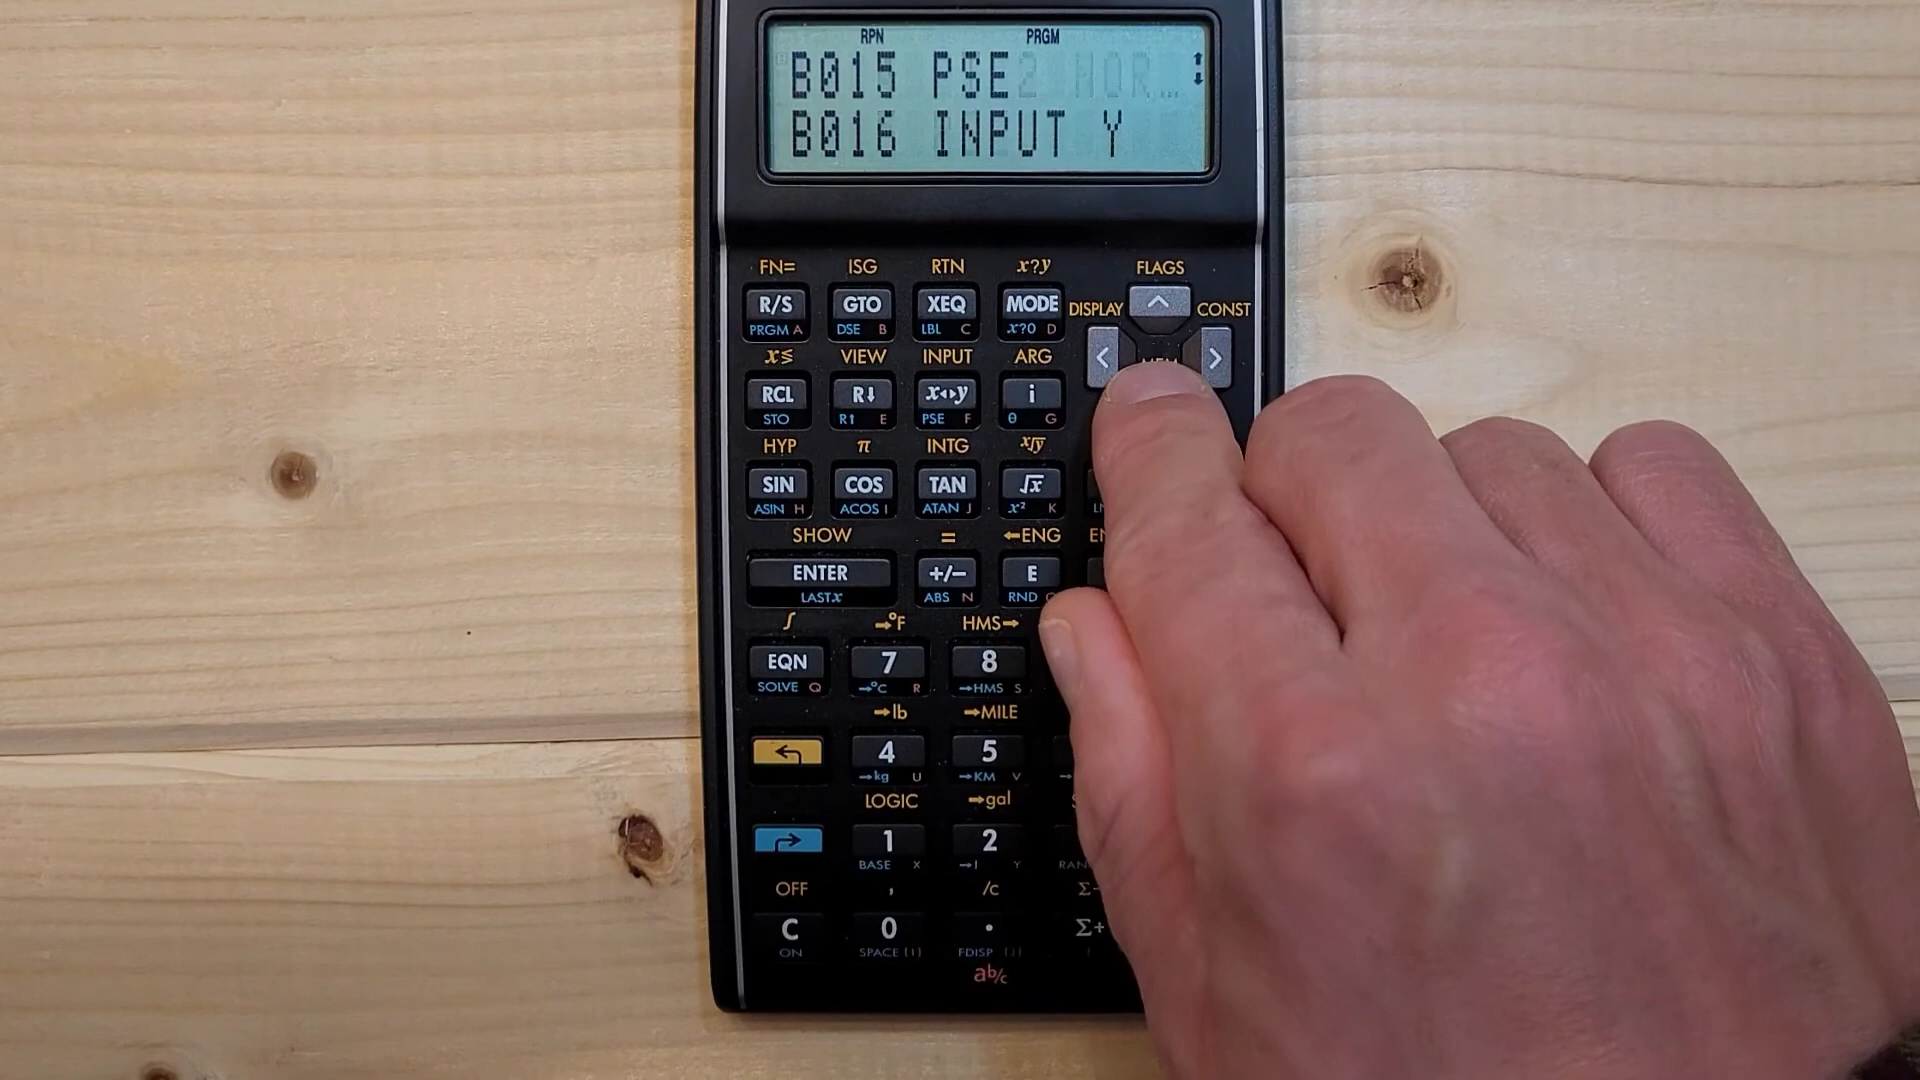 RPN PRGM
B015 PSE2 NOR…
B016 INPUT Y
FN= ISG RTN x?y FLAGS
R/S GTO XEQ MODE DISPLAY CONST
PRGM A DSE B LBL C x?0 D
x≶ VIEW INPUT ARG
RCL R↓ x↔y i
STO R↑ E PSE F θ G
HYP π INTG x√y
SIN COS TAN √x
ASIN H ACOS I ATAN J x² K
SHOW = ←ENG
ENTER +/− E
LASTx ABS N RND
∫ →°F HMS→
EQN 7 8
SOLVE Q →°C R →HMS S
→lb →MILE
4 5
→kg U →KM V
LOGIC →gal
1 2
BASE X →I Y
OFF , /c
C 0 . Σ+
ON SPACE (I) FDISP (J)
ab/c